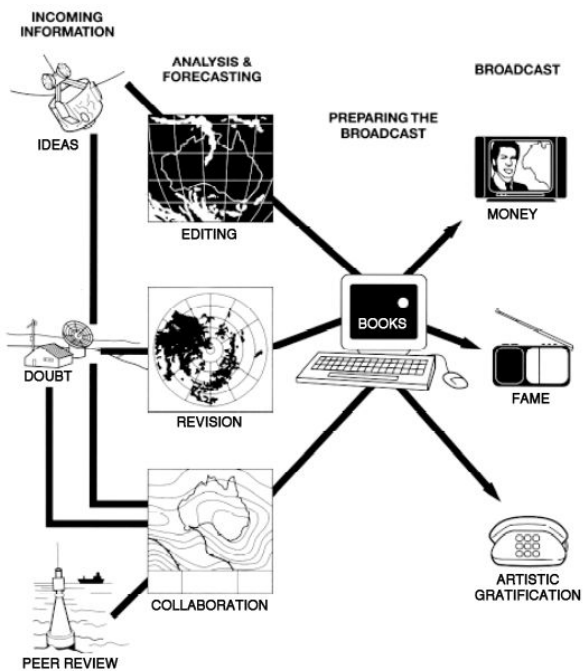 INCOMING
INFORMATION
ANALYSIS &
FORECASTING
PREPARING THE
BROADCAST
BROADCAST
IDEAS
EDITING
MONEY
BOOKS
DOUBT
REVISION
FAME
COLLABORATION
ARTISTIC
GRATIFICATION
PEER REVIEW